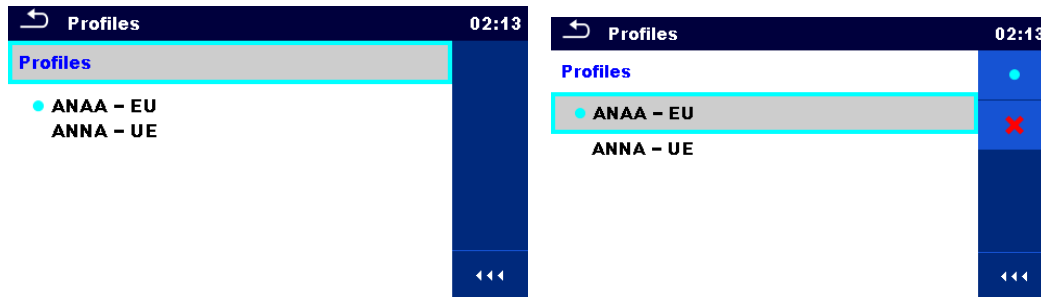 Profiles 02:13
Profiles
ANAA – EU
ANNA – UE
Profiles 02:13
Profiles
ANAA – EU
ANNA – UE